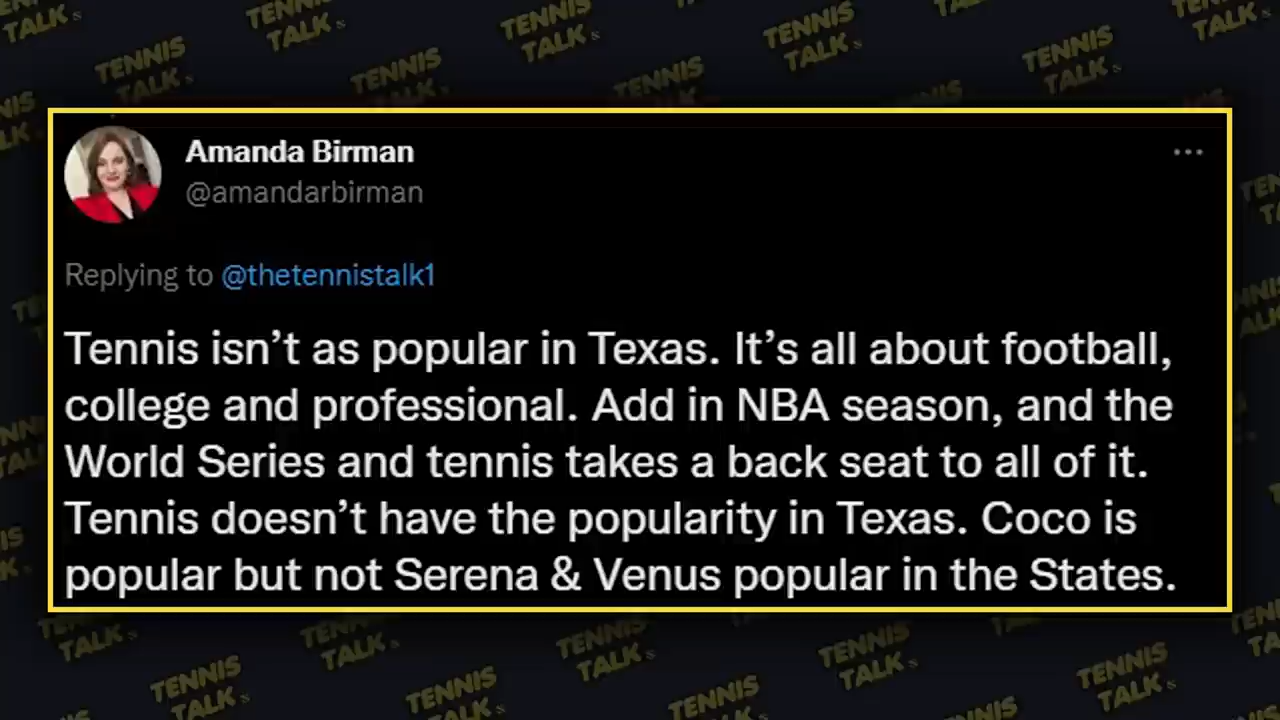 Amanda Birman
@amandarbirman
Replying to @thetennistalk1
Tennis isn’t as popular in Texas. It’s all about football,
college and professional. Add in NBA season, and the
World Series and tennis takes a back seat to all of it.
Tennis doesn’t have the popularity in Texas. Coco is
popular but not Serena & Venus popular in the States.
TENNIS
TALK